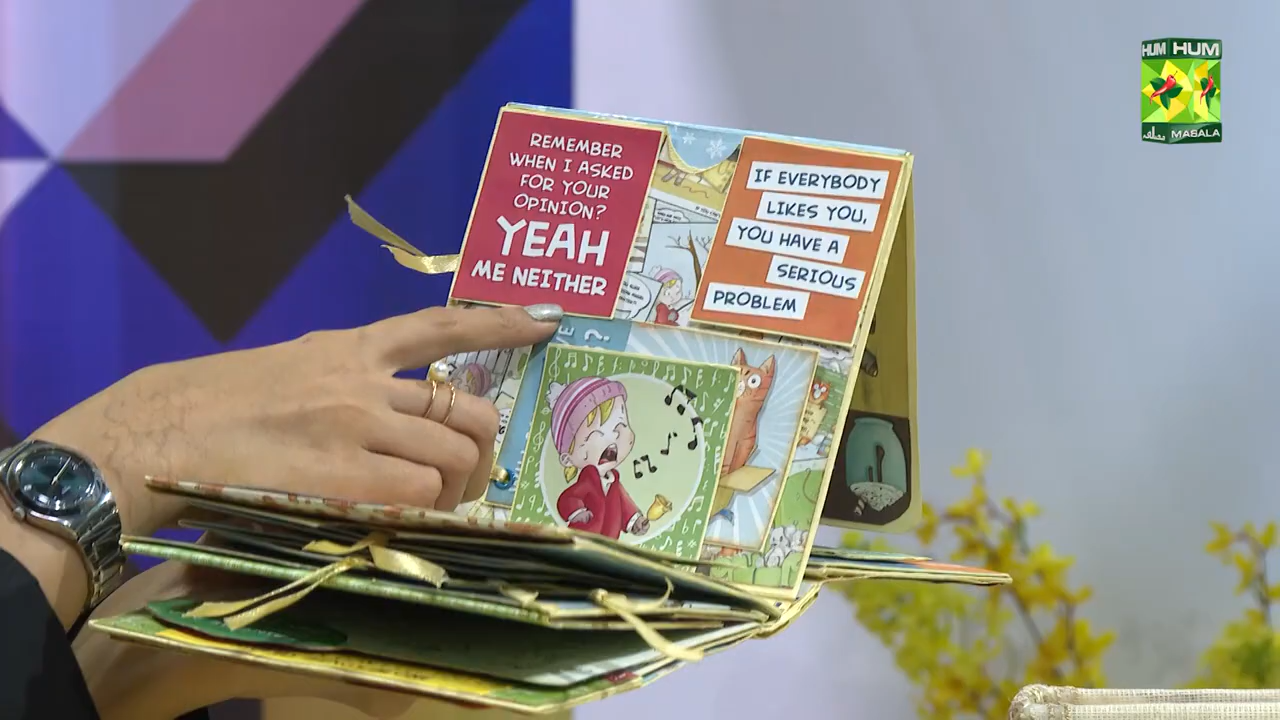 HUM HUM
مصالحہ MASALA
REMEMBER
WHEN I ASKED
FOR YOUR
OPINION?
YEAH
ME NEITHER
IF EVERYBODY
LIKES YOU,
YOU HAVE A
SERIOUS
PROBLEM